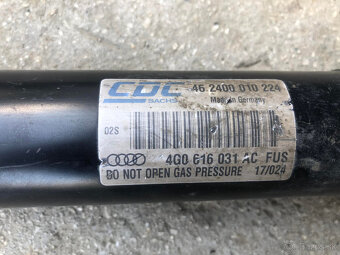 CDC
SACHS
46 2400 010 224
Made in Germany
02S
4G0 616 031 AC FUS
DO NOT OPEN GAS PRESSURE 17/024